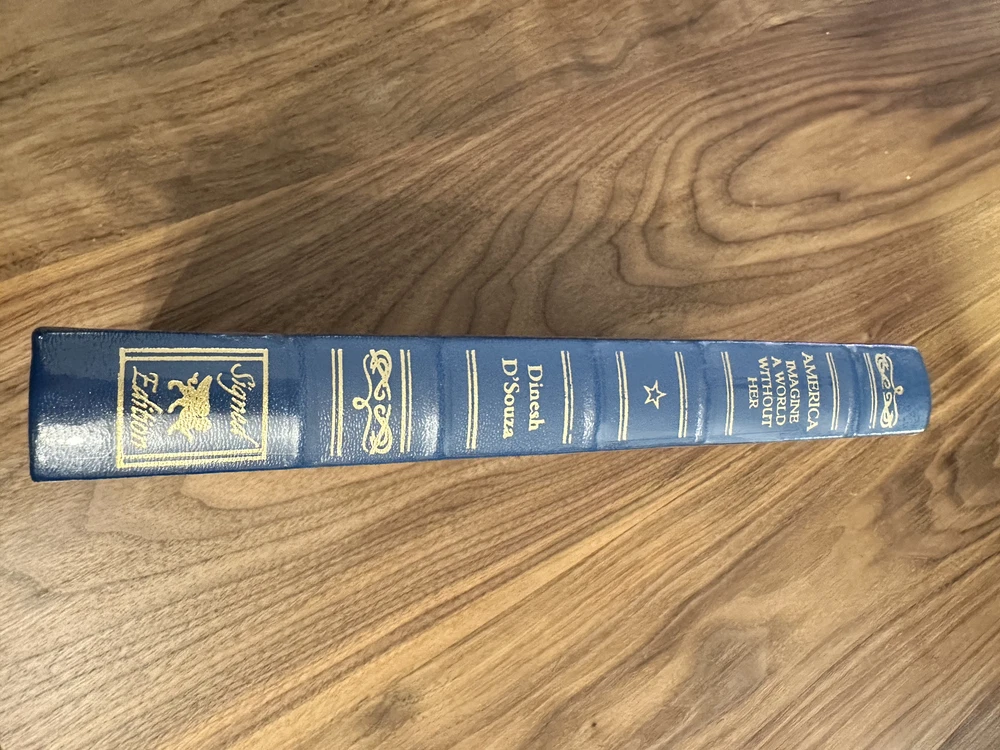 AMERICA
IMAGINE
A WORLD
WITHOUT
HER
Dinesh
D'Souza
Signed
Edition